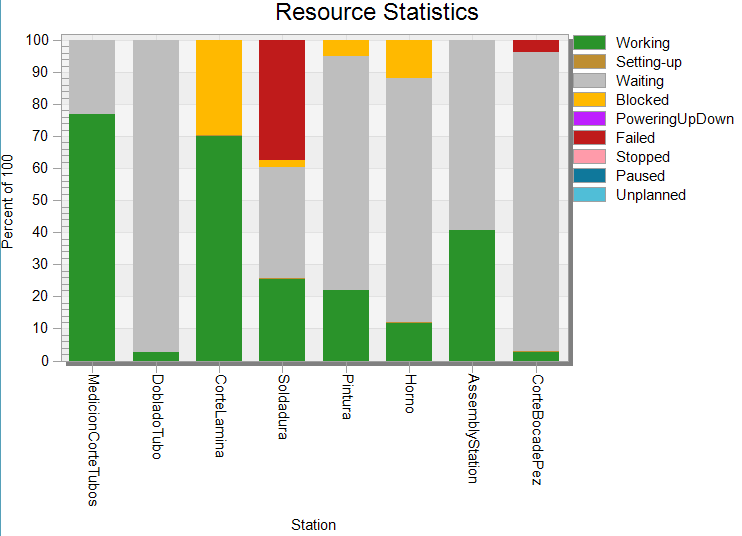 Resource Statistics
Percent of 100
100
90
80
70
60
50
40
30
20
10
0
MedicionCorteTubos
DobladoTubo
CorteLamina
Soldadura
Pintura
Horno
AssemblyStation
CorteBocadePez
Station
Working
Setting-up
Waiting
Blocked
PoweringUpDown
Failed
Stopped
Paused
Unplanned